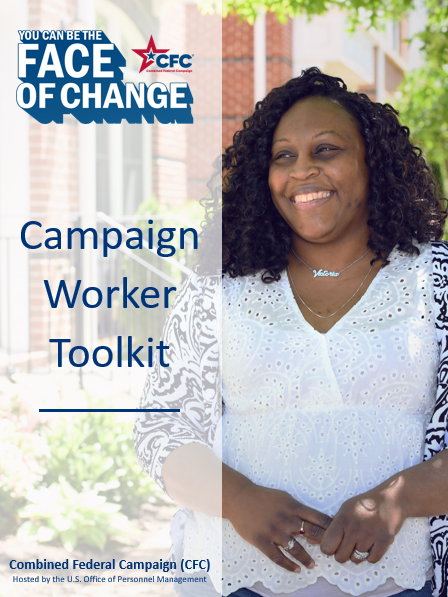 YOU CAN BE THE
FACE
OF CHANGE
CFC
Combined Federal Campaign
Campaign
Worker
Toolkit
Victoria
Combined Federal Campaign (CFC)
Hosted by the U.S. Office of Personnel Management